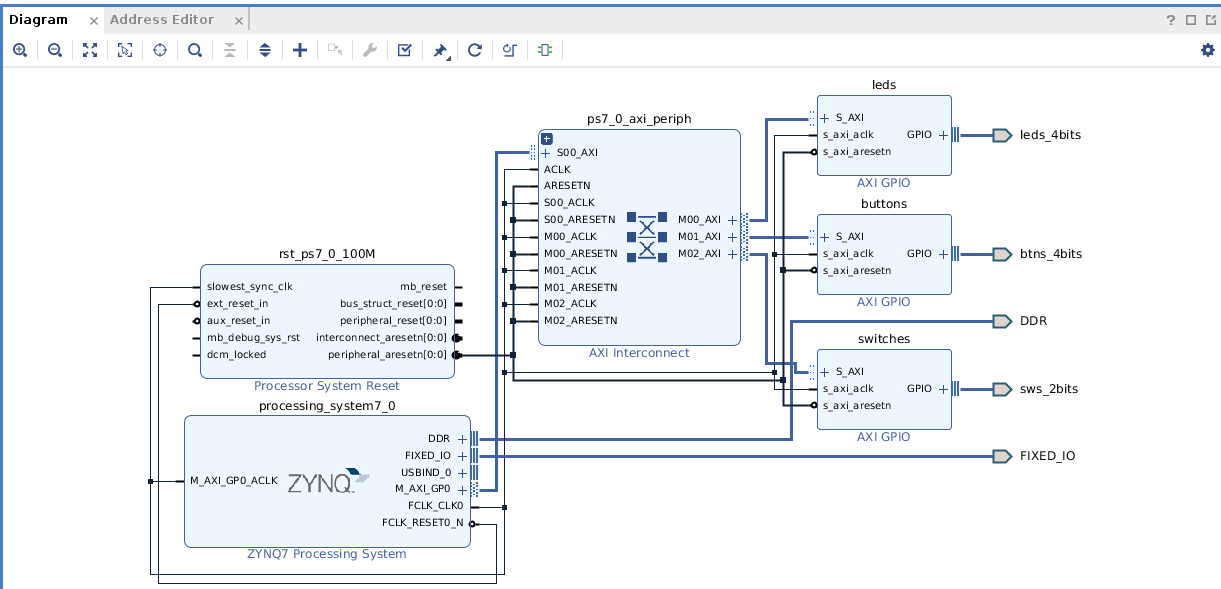 Diagram
Address Editor
leds
S_AXI
s_axi_aclk
s_axi_aresetn
GPIO
AXI GPIO
leds_4bits
ps7_0_axi_periph
S00_AXI
ACLK
ARESETN
S00_ACLK
S00_ARESETN
M00_ACLK
M00_ARESETN
M01_ACLK
M01_ARESETN
M02_ACLK
M02_ARESETN
M00_AXI
M01_AXI
M02_AXI
AXI Interconnect
buttons
S_AXI
s_axi_aclk
s_axi_aresetn
GPIO
AXI GPIO
btns_4bits
rst_ps7_0_100M
slowest_sync_clk
ext_reset_in
aux_reset_in
mb_debug_sys_rst
dcm_locked
mb_reset
bus_struct_reset[0:0]
peripheral_reset[0:0]
interconnect_aresetn[0:0]
peripheral_aresetn[0:0]
Processor System Reset
DDR
switches
S_AXI
s_axi_aclk
s_axi_aresetn
GPIO
AXI GPIO
sws_2bits
processing_system7_0
M_AXI_GP0_ACLK
ZYNQ
DDR
FIXED_IO
USBIND_0
M_AXI_GP0
FCLK_CLK0
FCLK_RESET0_N
ZYNQ7 Processing System
FIXED_IO